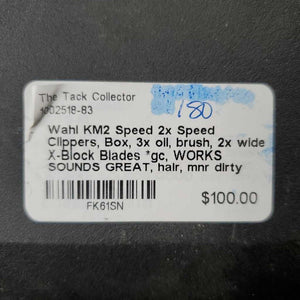 The Tack Collector
1002518-83
180
Wahl KM2 Speed 2x Speed
Clippers, Box, 3x oil, brush, 2x wide
X-Block Blades *gc, WORKS
SOUNDS GREAT, hair, mnr dirty
FK61SN
$100.00